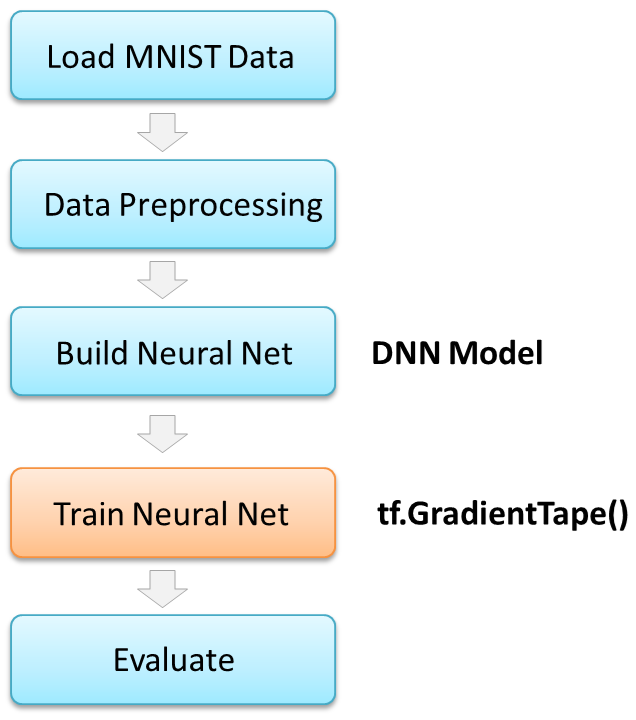 Load MNIST Data
Data Preprocessing
Build Neural Net
DNN Model
Train Neural Net
tf.GradientTape()
Evaluate